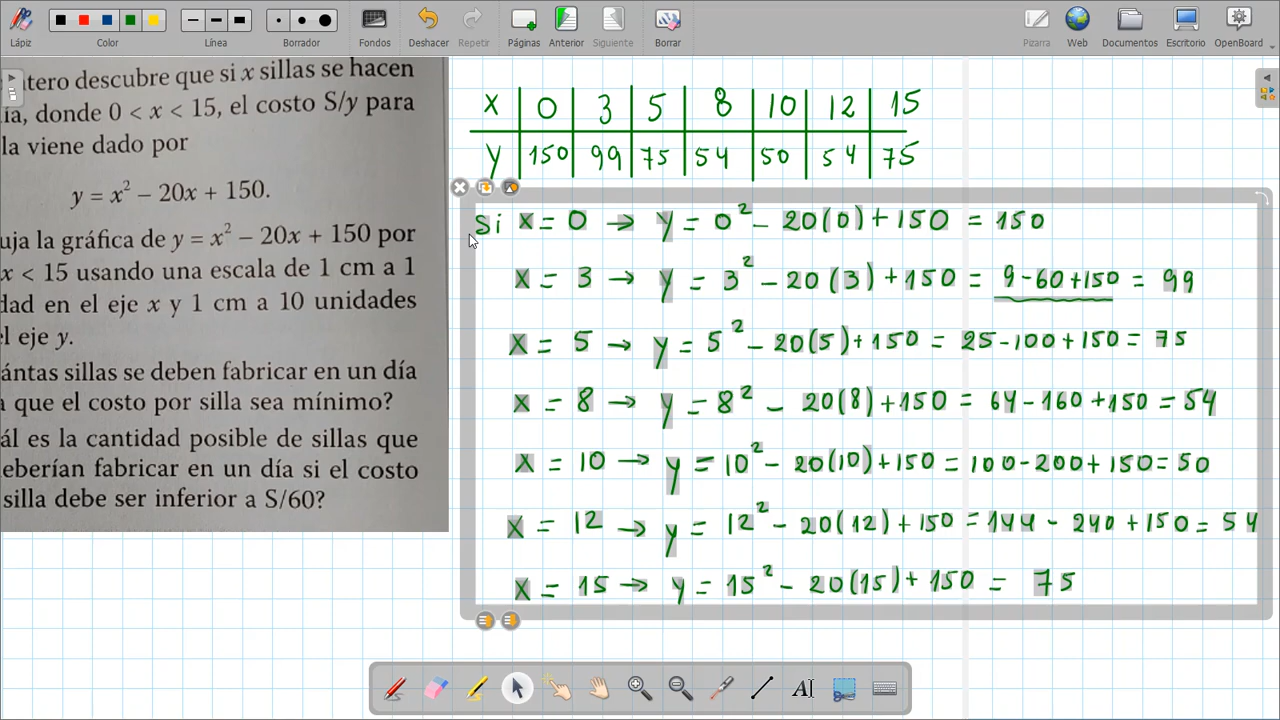 Lápiz Color Línea Borrador Fondos Deshacer Repetir Páginas Anterior Siguiente Borrar Pizarra Web Documentos Escritorio OpenBoard
ntero descubre que si x sillas se hacen
ía, donde 0 < x < 15, el costo S/y para
la viene dado por
y = x² − 20x + 150.
uja la gráfica de y = x² − 20x + 150 por
x < 15 usando una escala de 1 cm a 1
dad en el eje x y 1 cm a 10 unidades
el eje y.
ántas sillas se deben fabricar en un día
a que el costo por silla sea mínimo?
ál es la cantidad posible de sillas que
eberían fabricar en un día si el costo
silla debe ser inferior a S/60?
X 0 3 5 8 10 12 15
Y 150 99 75 54 50 54 75
Si x = 0 → y = 0² − 20(0) + 150 = 150
x = 3 → y = 3² − 20(3) + 150 = 9 − 60 + 150 = 99
x = 5 → y = 5² − 20(5) + 150 = 25 − 100 + 150 = 75
x = 8 → y = 8² − 20(8) + 150 = 64 − 160 + 150 = 54
x = 10 → y = 10² − 20(10) + 150 = 100 − 200 + 150 = 50
x = 12 → y = 12² − 20(12) + 150 = 144 − 240 + 150 = 54
x = 15 → y = 15² − 20(15) + 150 = 75